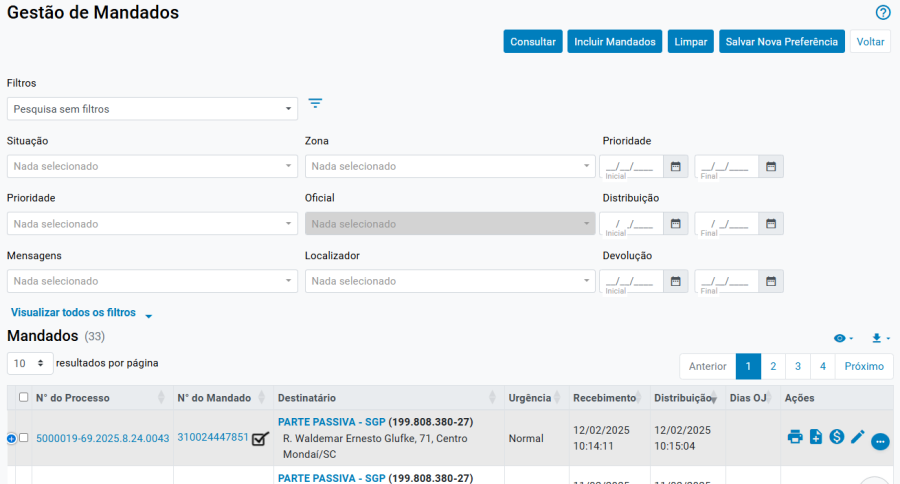 Gestão de Mandados
Consultar Incluir Mandados Limpar Salvar Nova Preferência Voltar
Filtros
Pesquisa sem filtros
Situação Zona Prioridade
Nada selecionado Nada selecionado __/__/____ __/__/____
Inicial Final
Prioridade Oficial Distribuição
Nada selecionado Nada selecionado __/__/____ __/__/____
Inicial Final
Mensagens Localizador Devolução
Nada selecionado Nada selecionado __/__/____ __/__/____
Inicial Final
Visualizar todos os filtros
Mandados (33)
10 resultados por página Anterior 1 2 3 4 Próximo
N° do Processo N° do Mandado Destinatário Urgência Recebimento Distribuição Dias OJ Ações
PARTE PASSIVA - SGP (199.808.380-27)
5000019-69.2025.8.24.0043 310024447851 R. Waldemar Ernesto Glufke, 71, Centro Normal 12/02/2025 12/02/2025
Mondaí/SC 10:14:11 10:15:04
PARTE PASSIVA - SGP (199.808.380-27)